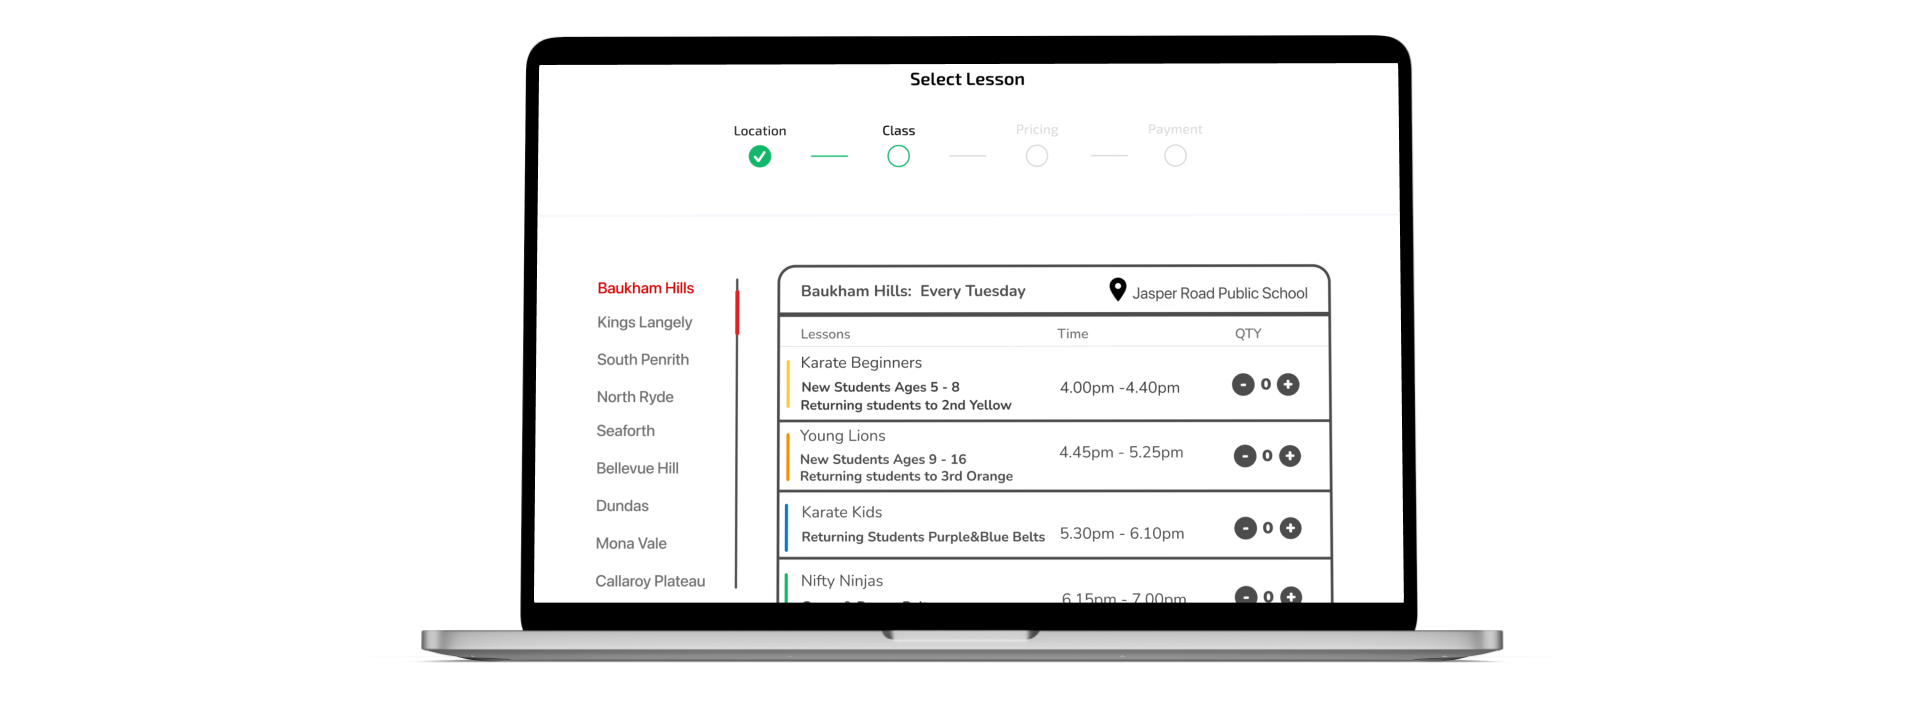 Select Lesson
Location
Class
Pricing
Payment
Baukham Hills
Kings Langely
South Penrith
North Ryde
Seaforth
Bellevue Hill
Dundas
Mona Vale
Callaroy Plateau
Baukham Hills: Every Tuesday
Jasper Road Public School
Lessons Time QTY
Karate Beginners
New Students Ages 5 - 8
Returning students to 2nd Yellow
4.00pm -4.40pm
- 0 +
Young Lions
New Students Ages 9 - 16
Returning students to 3rd Orange
4.45pm - 5.25pm
- 0 +
Karate Kids
Returning Students Purple&Blue Belts
5.30pm - 6.10pm
- 0 +
Nifty Ninjas
6.15pm - 7.00pm
- 0 +